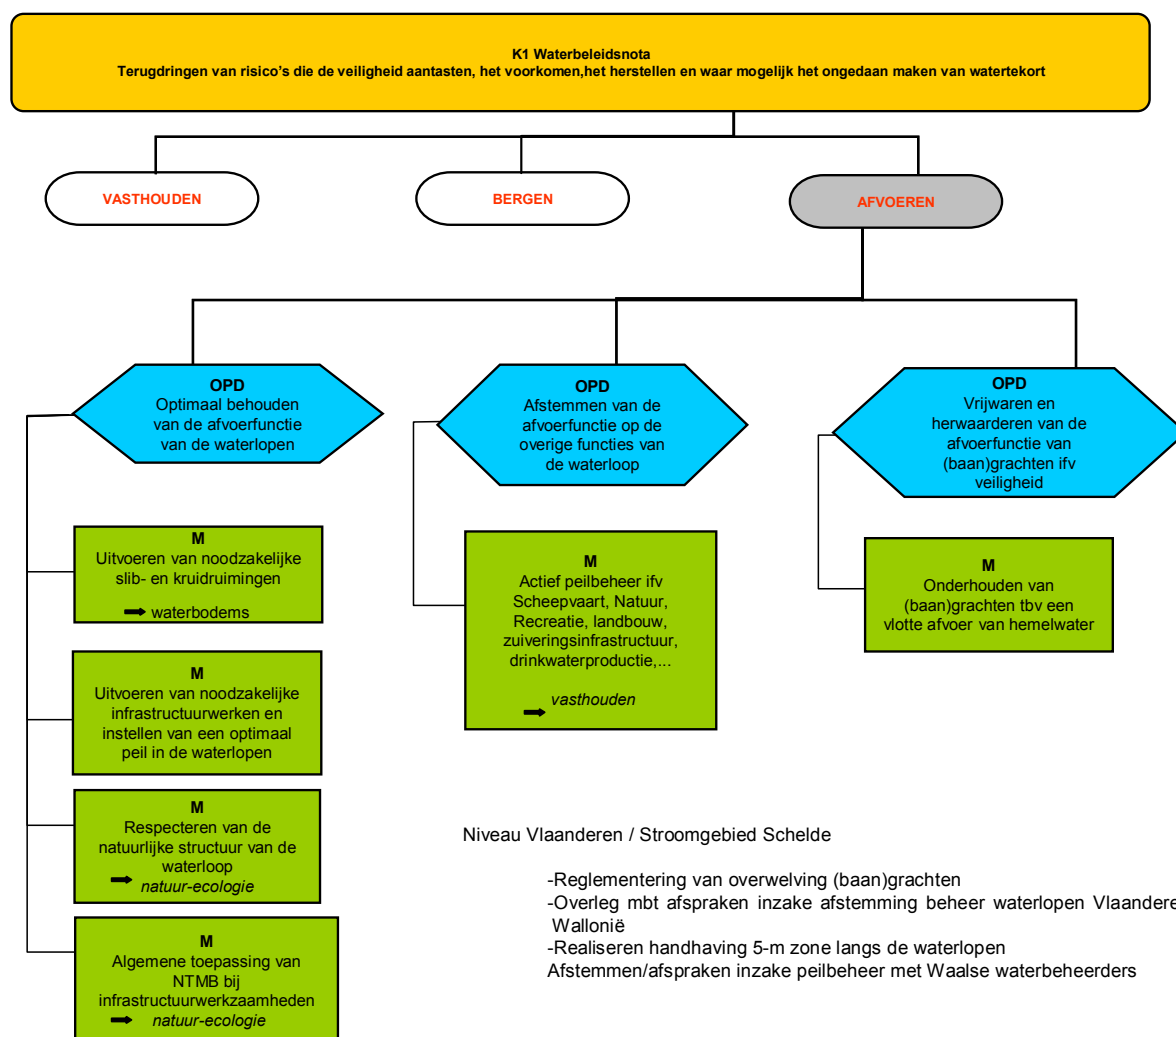 K1 Waterbeleidsnota
Terugdringen van risico's die de veiligheid aantasten, het voorkomen,het herstellen en waar mogelijk het ongedaan maken van watertekort
VASTHOUDEN
BERGEN
AFVOEREN
OPD
Optimaal behouden
van de afvoerfunctie
van de waterlopen
OPD
Afstemmen van de
afvoerfunctie op de
overige functies van
de waterloop
OPD
Vrijwaren en
herwaarderen van de
afvoerfunctie van
(baan)grachten ifv
veiligheid
M
Uitvoeren van noodzakelijke
slib- en kruidruimingen
waterbodems
M
Uitvoeren van noodzakelijke
infrastructuurwerken en
instellen van een optimaal
peil in de waterlopen
M
Respecteren van de
natuurlijke structuur van de
waterloop
natuur-ecologie
M
Algemene toepassing van
NTMB bij
infrastructuurwerkzaamheden
natuur-ecologie
M
Actief peilbeheer ifv
Scheepvaart, Natuur,
Recreatie, landbouw,
zuiveringsinfrastructuur,
drinkwaterproductie,...
vasthouden
M
Onderhouden van
(baan)grachten tbv een
vlotte afvoer van hemelwater
Niveau Vlaanderen / Stroomgebied Schelde
-Reglementering van overwelving (baan)grachten
-Overleg mbt afspraken inzake afstemming beheer waterlopen Vlaandere
Wallonië
-Realiseren handhaving 5-m zone langs de waterlopen
Afstemmen/afspraken inzake peilbeheer met Waalse waterbeheerders